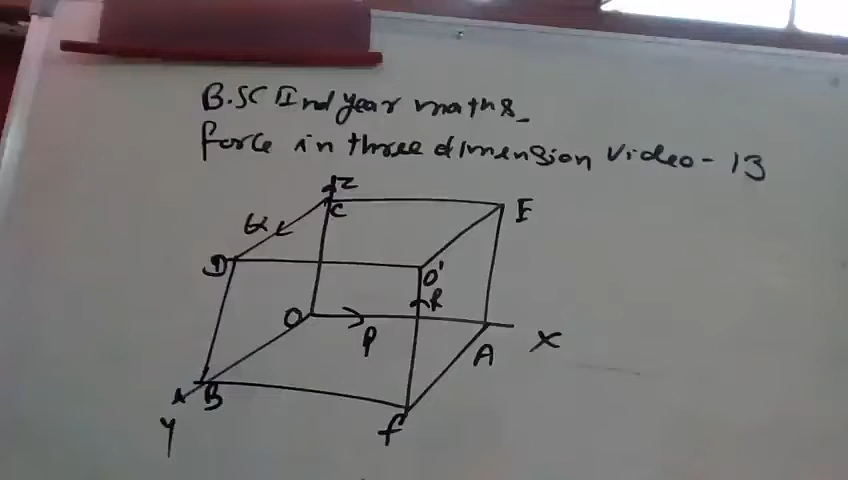 B.SC IInd year maths
force in three dimension Video - 13
Z
C
E
Q
D
O'
R
O
P
X
A
B
Y
f